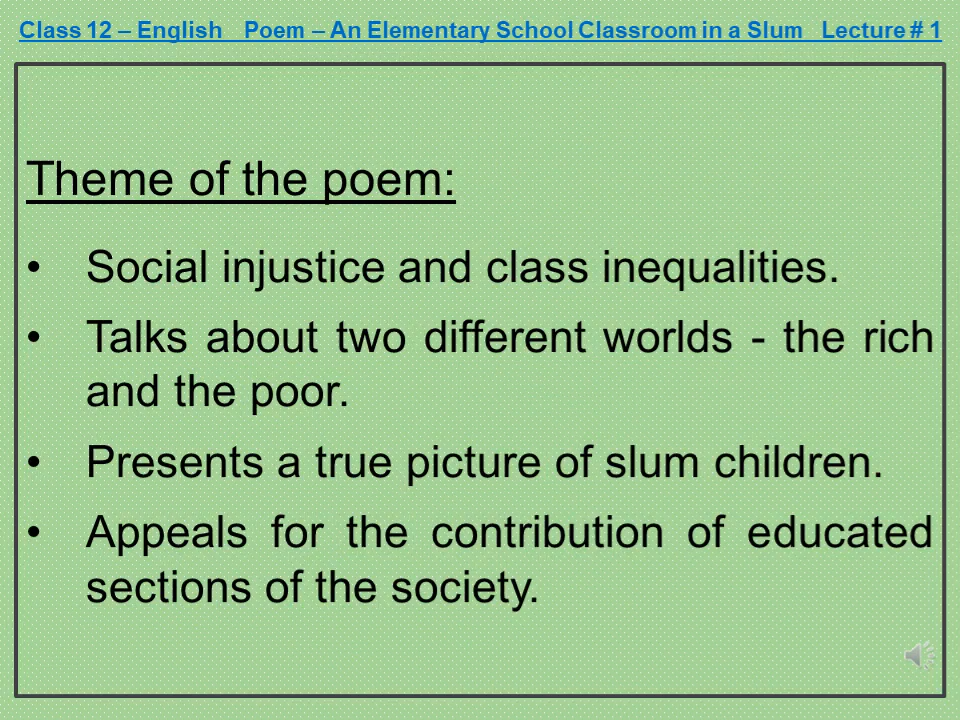 Class 12 – English Poem – An Elementary School Classroom in a Slum Lecture # 1
Theme of the poem:
• Social injustice and class inequalities.
• Talks about two different worlds - the rich
and the poor.
• Presents a true picture of slum children.
• Appeals for the contribution of educated
sections of the society.